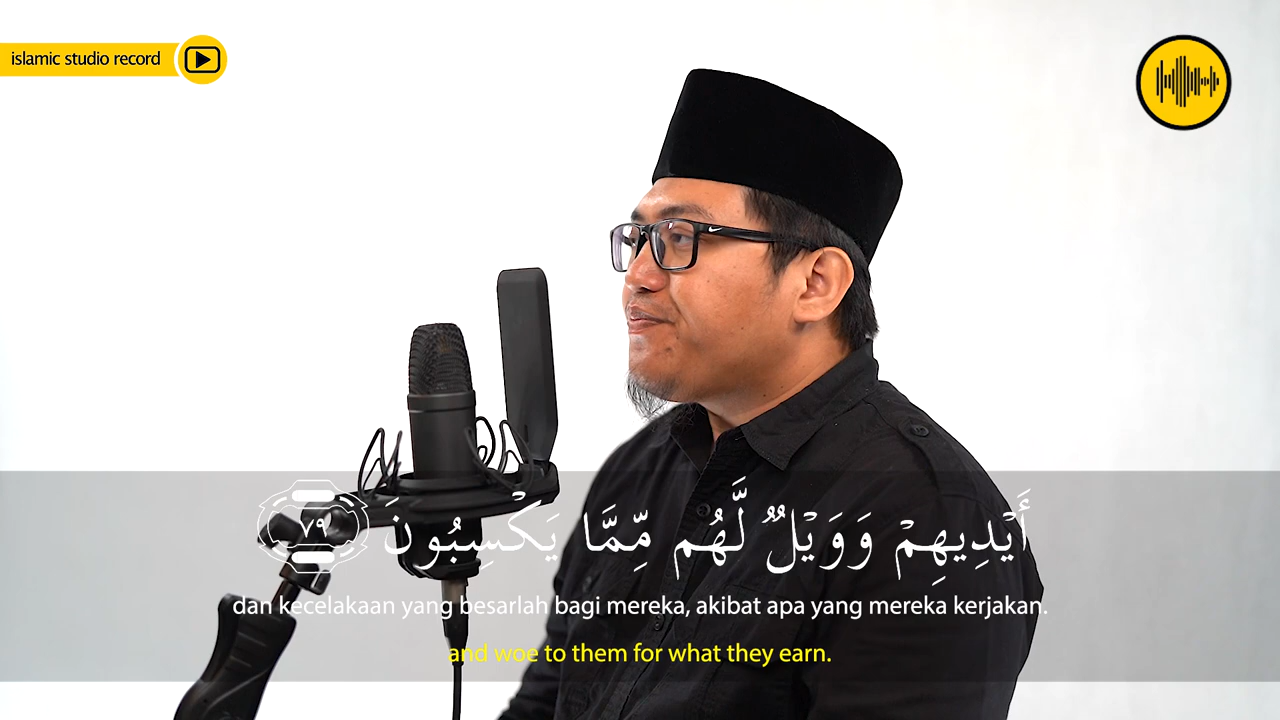 islamic studio record
أَيْدِيهِمْ وَوَيْلٌ لَّهُم مِّمَّا يَكْسِبُونَ ٧٩
dan kecelakaan yang besarlah bagi mereka, akibat apa yang mereka kerjakan.
and woe to them for what they earn.